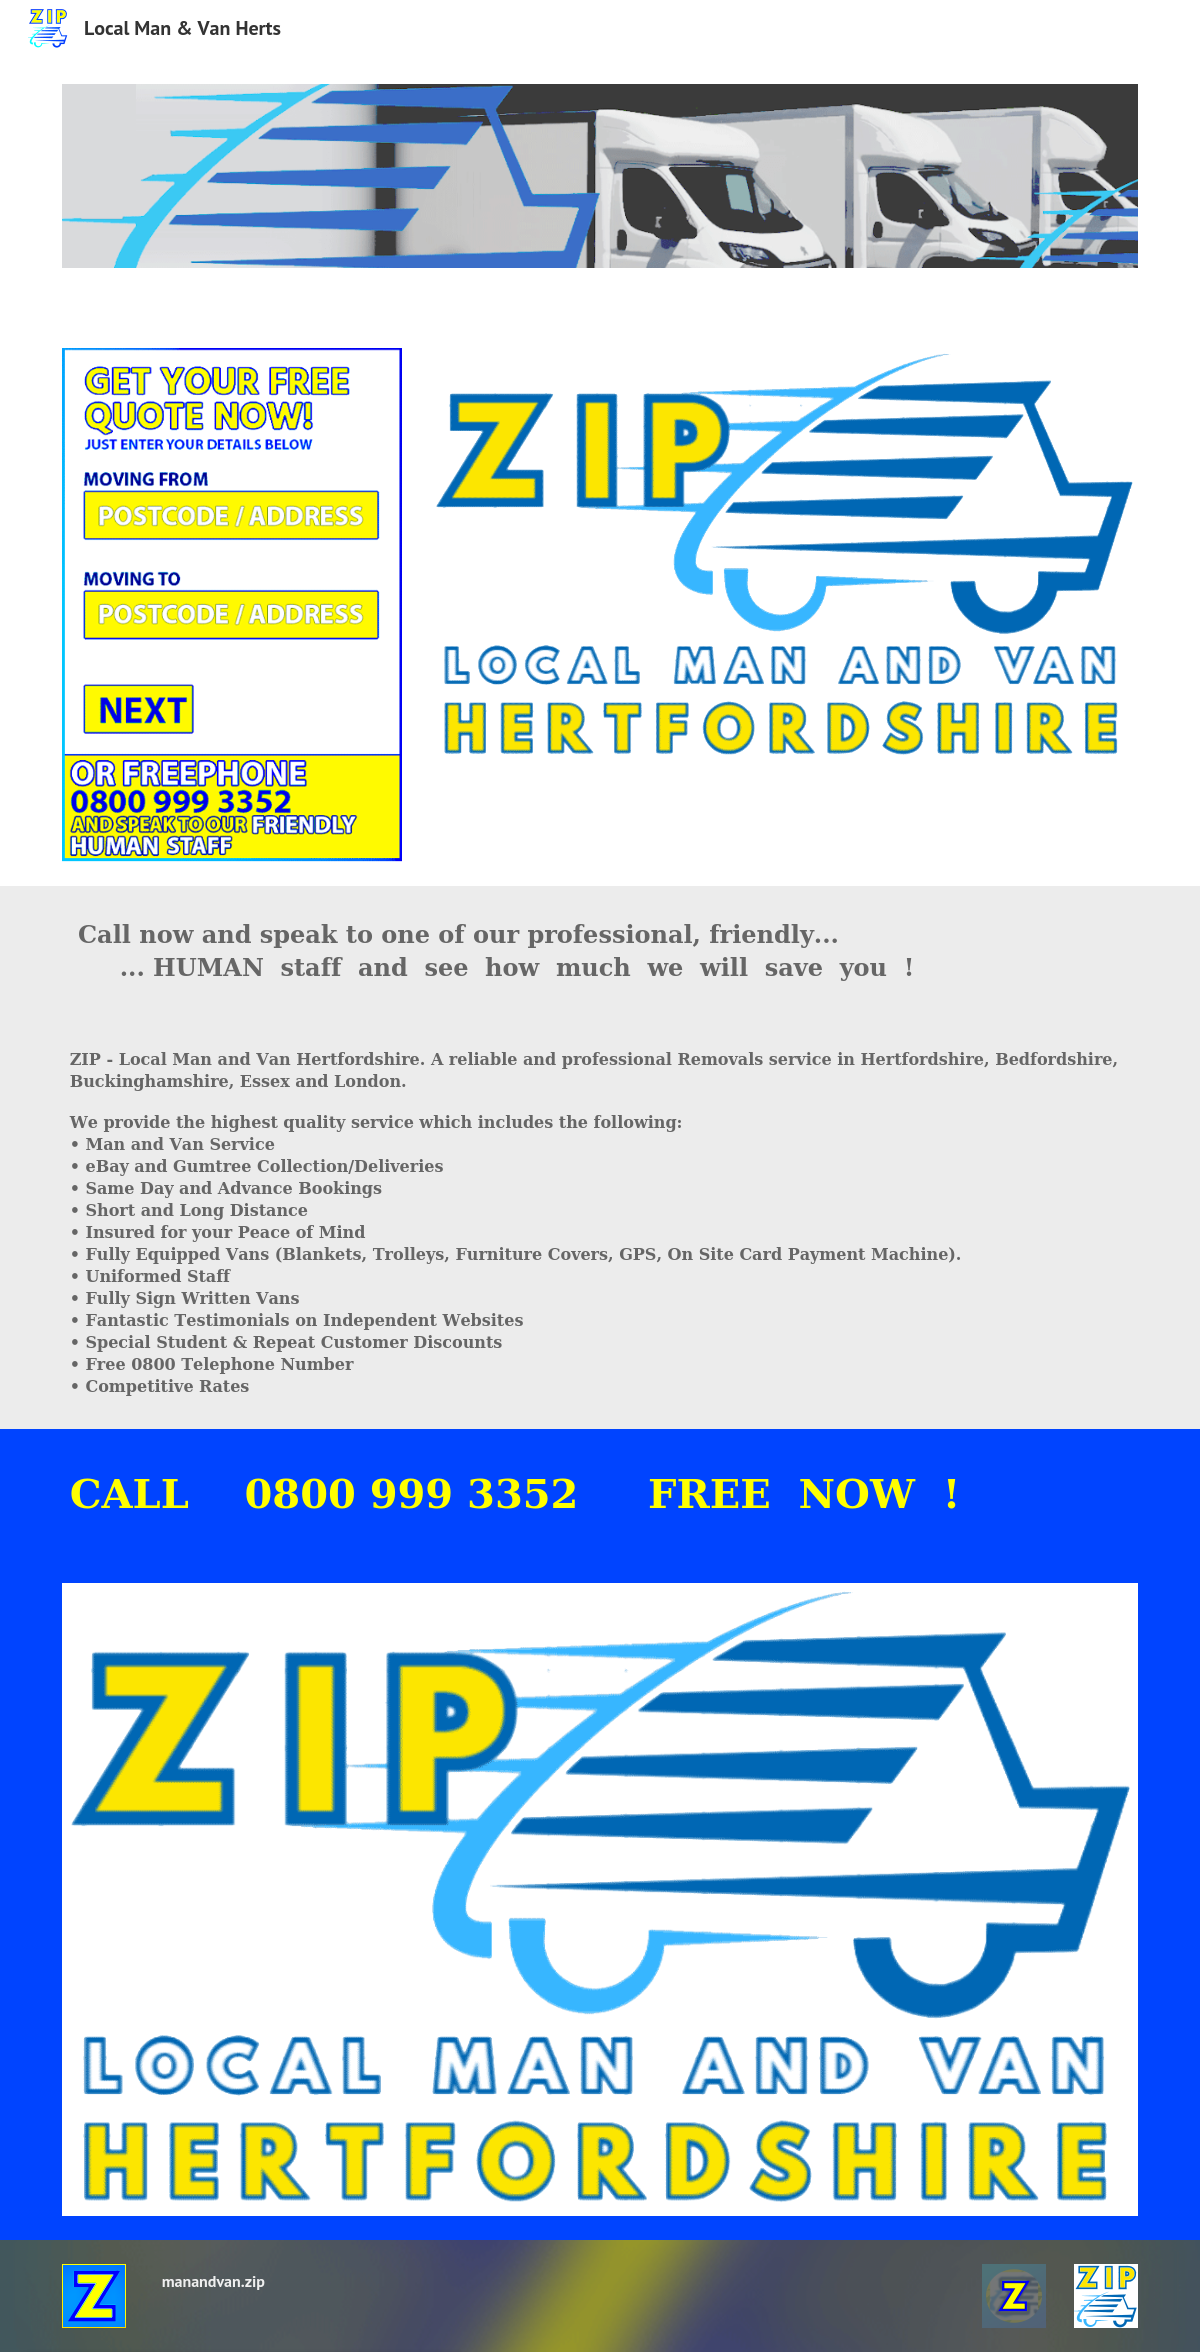 ZIP
Local Man & Van Herts
GET YOUR FREE
QUOTE NOW!
JUST ENTER YOUR DETAILS BELOW
MOVING FROM
POSTCODE / ADDRESS
MOVING TO
POSTCODE / ADDRESS
NEXT
OR FREEPHONE
0800 999 3352
AND SPEAK TO OUR FRIENDLY
HUMAN STAFF
ZIP
LOCAL MAN AND VAN
HERTFORDSHIRE
Call now and speak to one of our professional, friendly...
... HUMAN staff and see how much we will save you !
ZIP - Local Man and Van Hertfordshire. A reliable and professional Removals service in Hertfordshire, Bedfordshire,
Buckinghamshire, Essex and London.
We provide the highest quality service which includes the following:
• Man and Van Service
• eBay and Gumtree Collection/Deliveries
• Same Day and Advance Bookings
• Short and Long Distance
• Insured for your Peace of Mind
• Fully Equipped Vans (Blankets, Trolleys, Furniture Covers, GPS, On Site Card Payment Machine).
• Uniformed Staff
• Fully Sign Written Vans
• Fantastic Testimonials on Independent Websites
• Special Student & Repeat Customer Discounts
• Free 0800 Telephone Number
• Competitive Rates
CALL 0800 999 3352 FREE NOW !
ZIP
LOCAL MAN AND VAN
HERTFORDSHIRE
Z
manandvan.zip
Z
ZIP